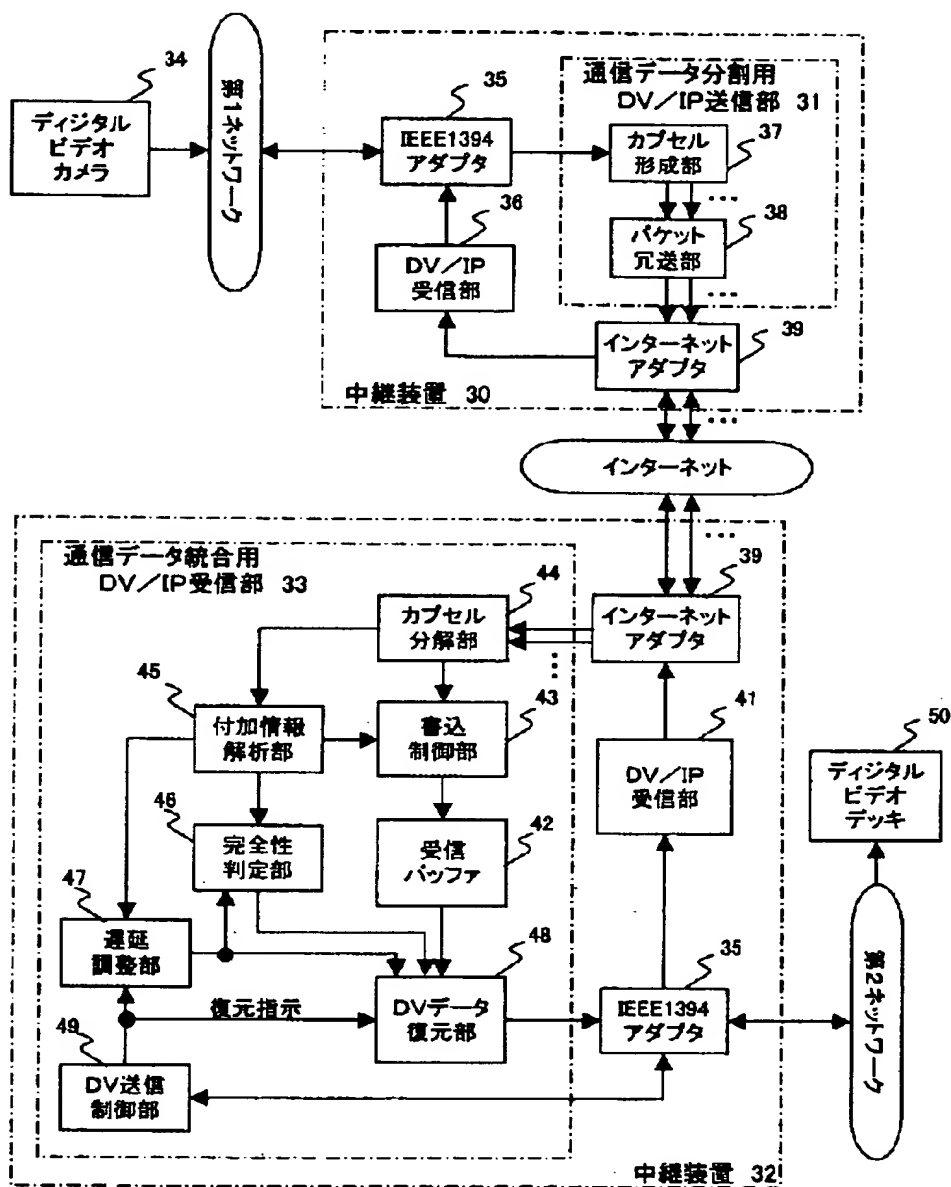 34
ディジタル
ビデオ
カメラ
第1ネットワーク
35
IEEE1394
アダプタ
36
DV/IP
受信部
通信データ分割用
DV/IP送信部 31
カプセル
形成部
37
パケット
冗送部
38
インターネット
アダプタ
39
中継装置 30
インターネット
通信データ統合用
DV/IP受信部 33
44
カプセル
分解部
39
インターネット
アダプタ
45
付加情報
解析部
43
書込
制御部
41
DV/IP
受信部
50
ディジタル
ビデオ
デッキ
46
完全性
判定部
42
受信
バッファ
47
遅延
調整部
48
DVデータ
復元部
復元指示
35
IEEE1394
アダプタ
第2ネットワーク
49
DV送信
制御部
中継装置 32